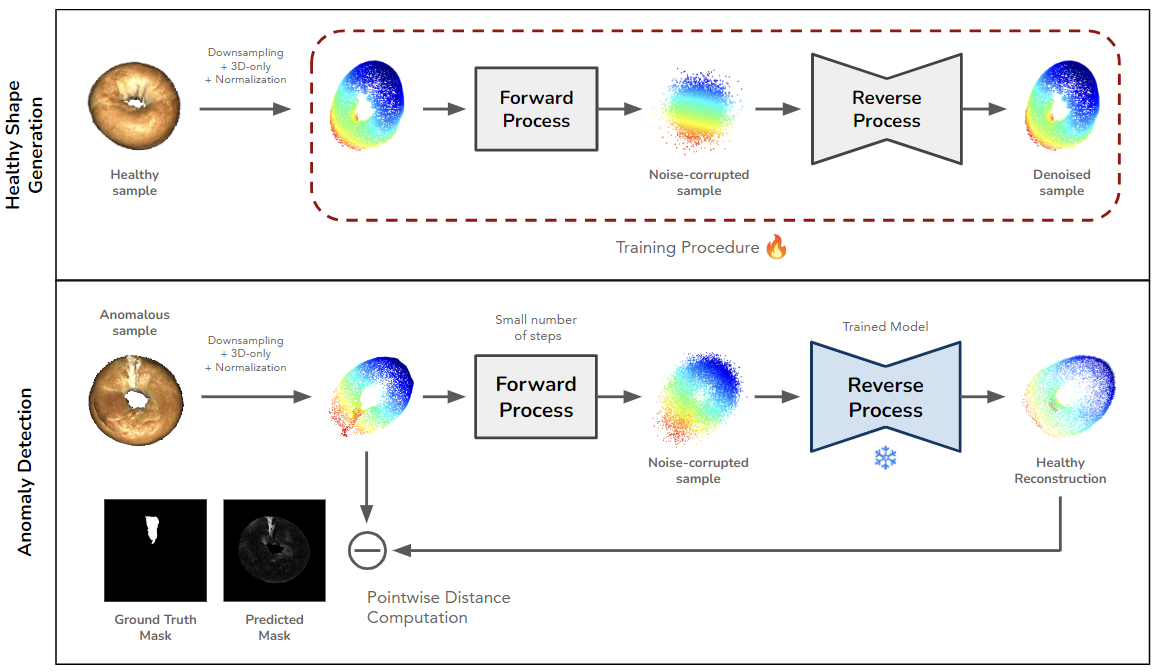 Healthy Shape
Generation
Downsampling
+ 3D-only
+ Normalization
Healthy
sample
Forward
Process
Noise-corrupted
sample
Reverse
Process
Denoised
sample
Training Procedure
Anomaly Detection
Anomalous
sample
Downsampling
+ 3D-only
+ Normalization
Small number
of steps
Forward
Process
Noise-corrupted
sample
Trained Model
Reverse
Process
Healthy
Reconstruction
Ground Truth
Mask
Predicted
Mask
Pointwise Distance
Computation